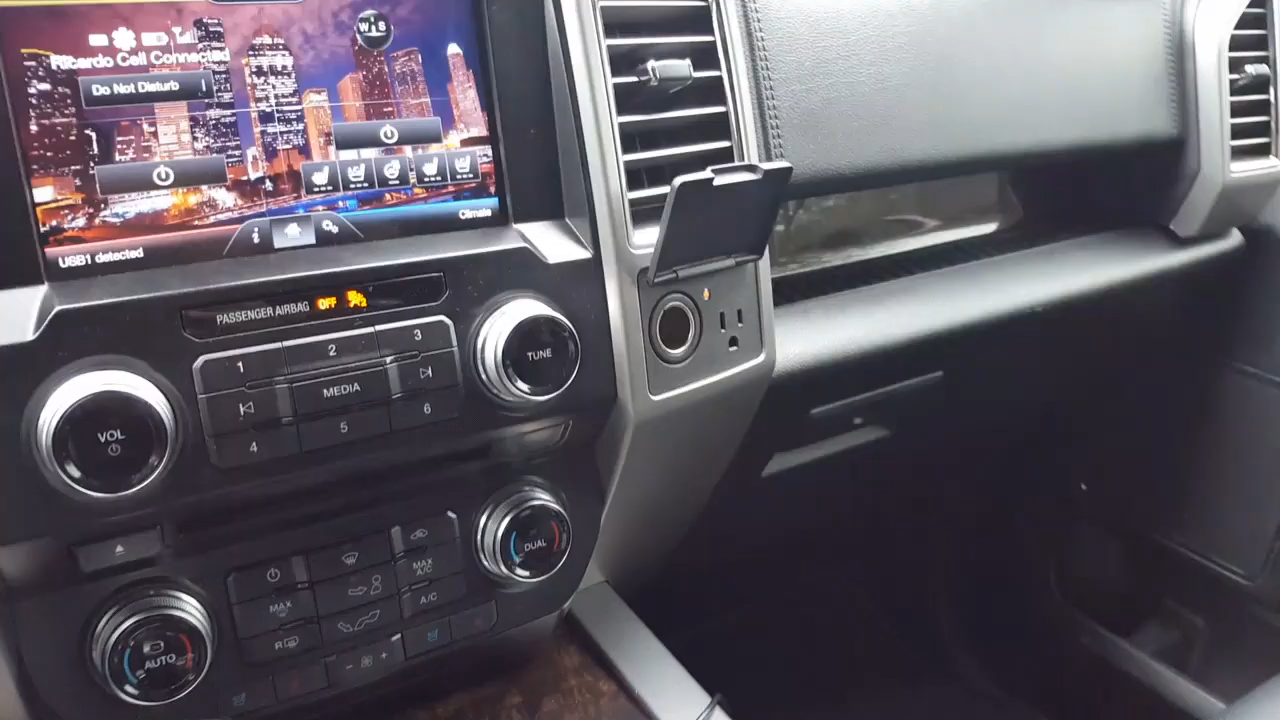 W S
Ricardo Cell Connected
Do Not Disturb
Climate
USB1 detected
PASSENGER AIRBAG OFF
1 2 3
MEDIA
4 5 6
TUNE
VOL
DUAL
MAX A/C
MAX
A/C
R
AUTO
- +